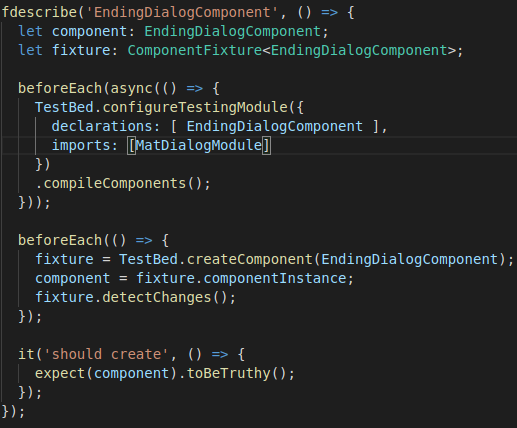 fdescribe('EndingDialogComponent', () => {
  let component: EndingDialogComponent;
  let fixture: ComponentFixture<EndingDialogComponent>;

  beforeEach(async(() => {
    TestBed.configureTestingModule({
      declarations: [ EndingDialogComponent ],
      imports: [MatDialogModule]
    })
    .compileComponents();
  }));

  beforeEach(() => {
    fixture = TestBed.createComponent(EndingDialogComponent);
    component = fixture.componentInstance;
    fixture.detectChanges();
  });

  it('should create', () => {
    expect(component).toBeTruthy();
  });
});